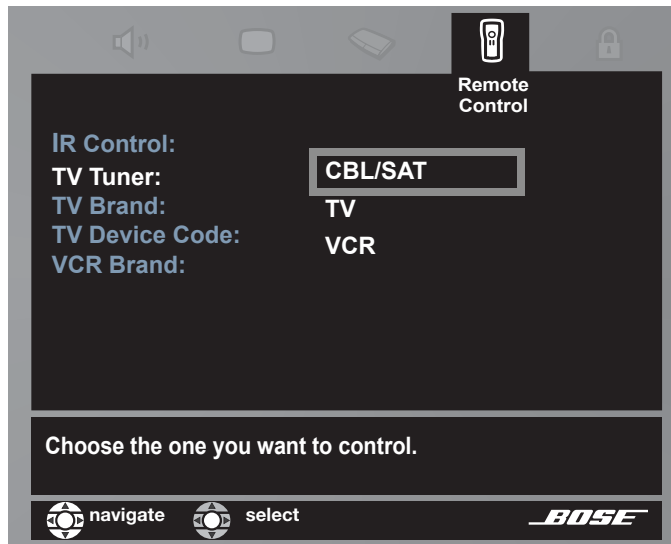 Remote
Control
IR Control:
TV Tuner:
CBL/SAT
TV Brand:
TV
TV Device Code:
VCR
VCR Brand:
Choose the one you want to control.
navigate
select
BOSE